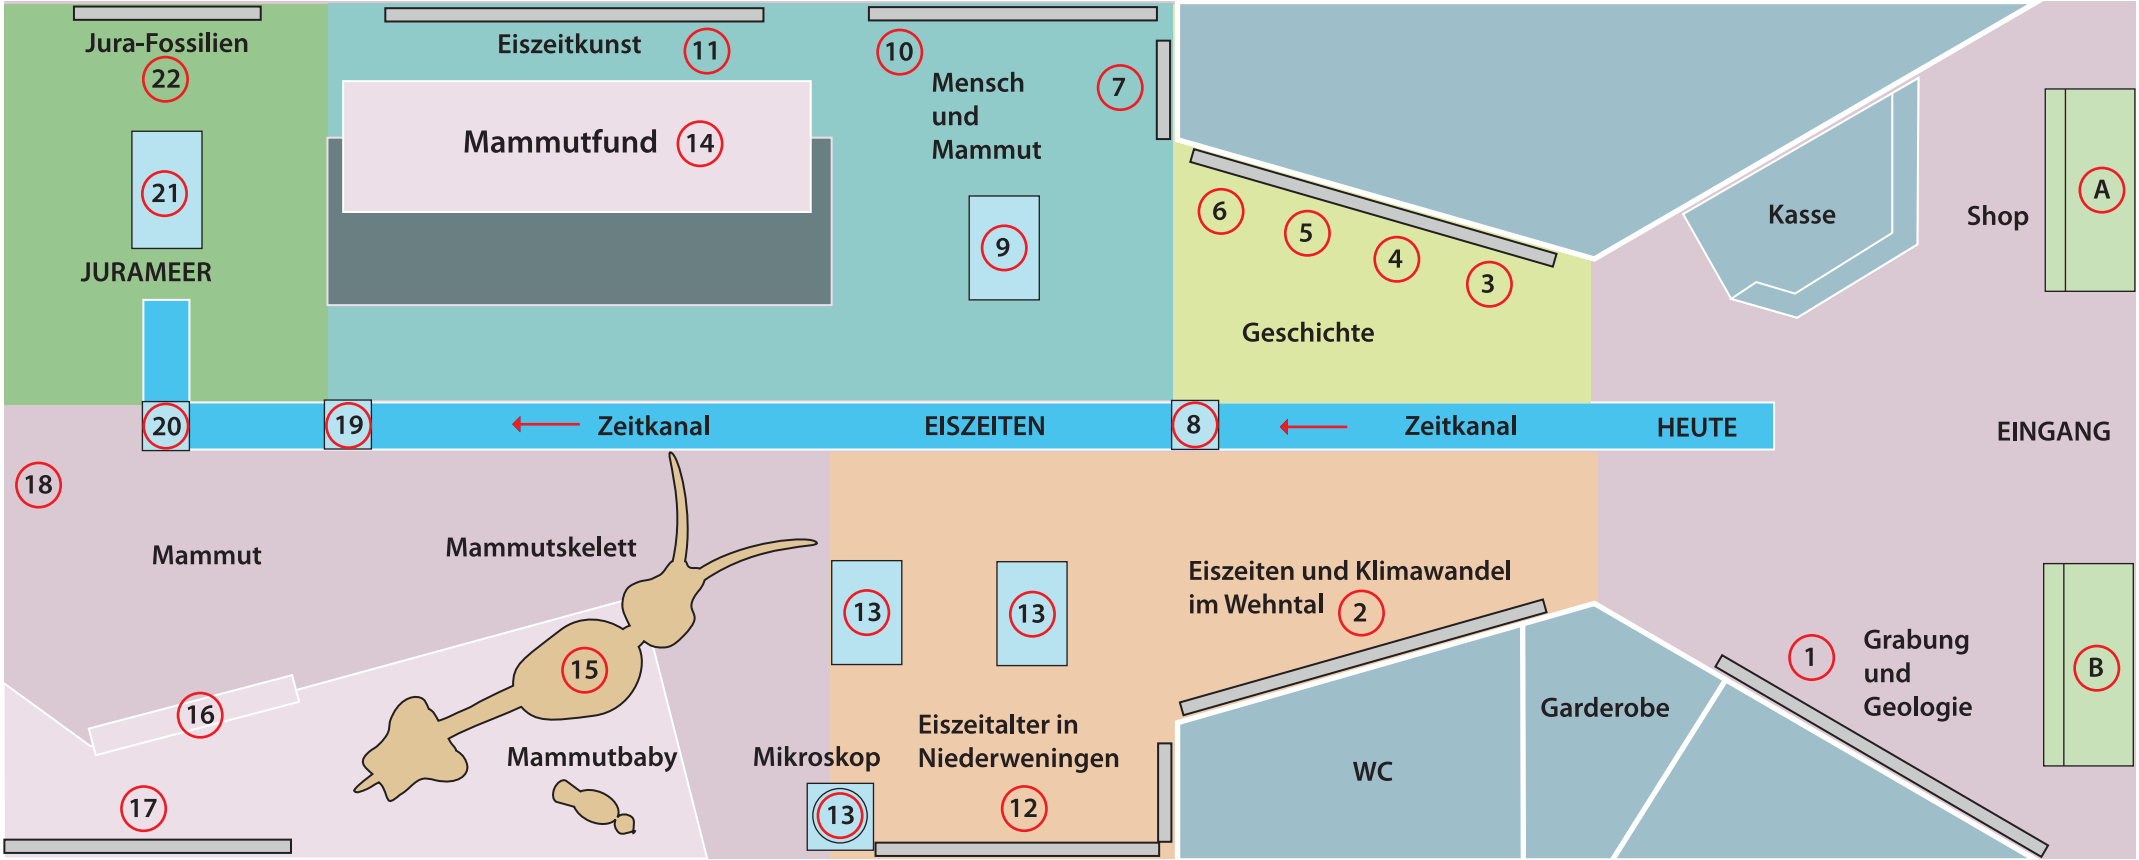 Jura-Fossilien
22
21
JURAMEER
Eiszeitkunst
11
Mammutfund
14
10
Mensch
und
Mammut
7
9
6
5
4
3
Geschichte
Kasse
Shop
A
20
19
Zeitkanal
EISZEITEN
8
Zeitkanal
HEUTE
EINGANG
18
Mammut
Mammutskelett
15
16
17
Mammutbaby
13
13
Mikroskop
13
Eiszeitalter in
Niederweningen
12
Eiszeiten und Klimawandel
im Wehntal
2
WC
Garderobe
1
Grabung
und
Geologie
B